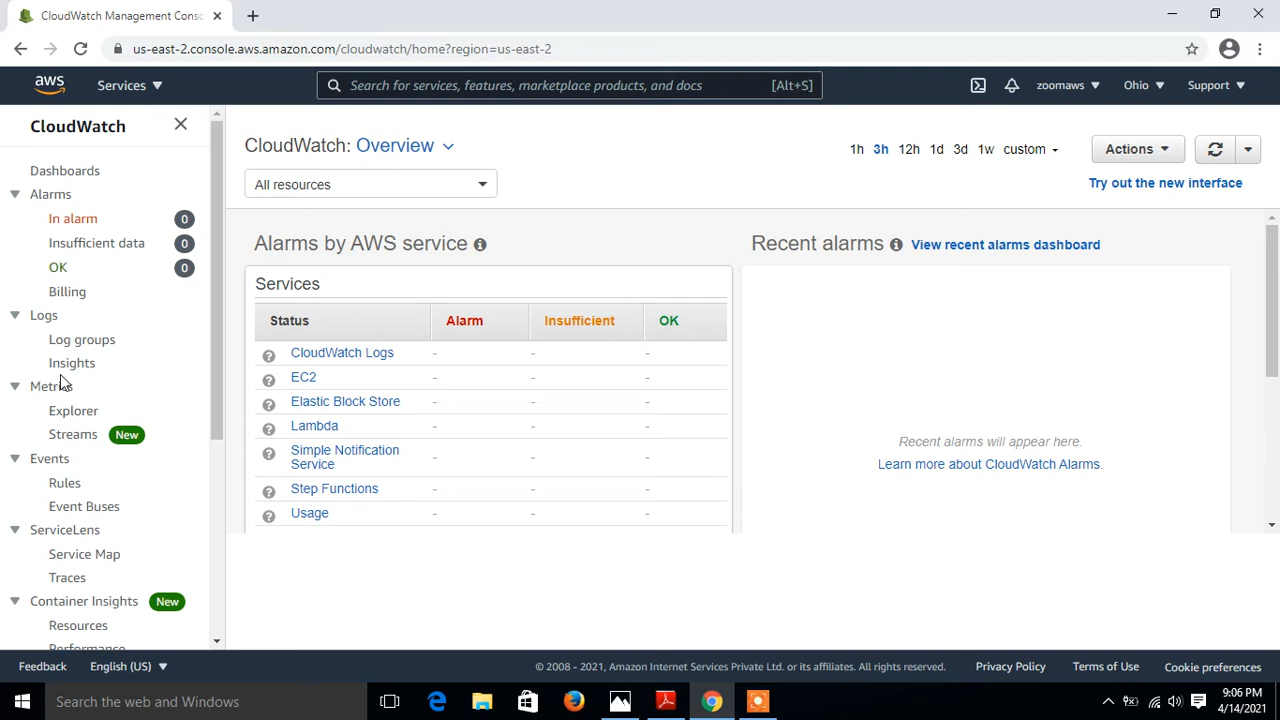 CloudWatch Management Conso
us-east-2.console.aws.amazon.com/cloudwatch/home?region=us-east-2
aws
Services
Search for services, features, marketplace products, and docs
[Alt+S]
zoomaws
Ohio
Support
CloudWatch
Dashboards
Alarms
In alarm 0
Insufficient data 0
OK 0
Billing
Logs
Log groups
Insights
Metrics
Explorer
Streams New
Events
Rules
Event Buses
ServiceLens
Service Map
Traces
Container Insights New
Resources
Performance
CloudWatch: Overview
1h 3h 12h 1d 3d 1w custom
Actions
All resources
Try out the new interface
Alarms by AWS service
Services
Status Alarm Insufficient OK
CloudWatch Logs - - -
EC2 - - -
Elastic Block Store - - -
Lambda - - -
Simple Notification - - -
Service
Step Functions - - -
Usage - - -
Recent alarms View recent alarms dashboard
Recent alarms will appear here.
Learn more about CloudWatch Alarms.
Feedback English (US)
© 2008 - 2021, Amazon Internet Services Private Ltd. or its affiliates. All rights reserved.
Privacy Policy Terms of Use Cookie preferences
Search the web and Windows
9:06 PM
4/14/2021